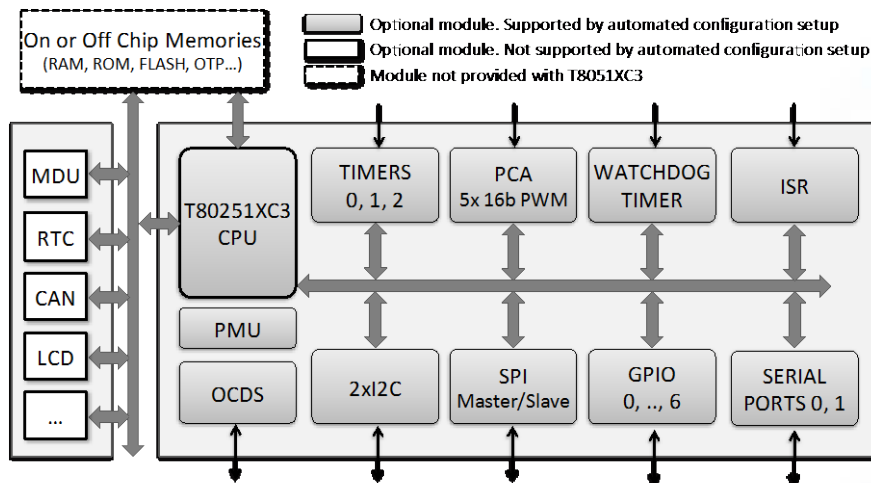 On or Off Chip Memories
(RAM, ROM, FLASH, OTP...)
Optional module. Supported by automated configuration setup
Optional module. Not supported by automated configuration setup
Module not provided with T8051XC3
MDU
RTC
CAN
LCD
...
T80251XC3
CPU
PMU
OCDS
TIMERS
0, 1, 2
PCA
5x 16b PWM
WATCHDOG
TIMER
ISR
2xI2C
SPI
Master/Slave
GPIO
0, .., 6
SERIAL
PORTS 0, 1